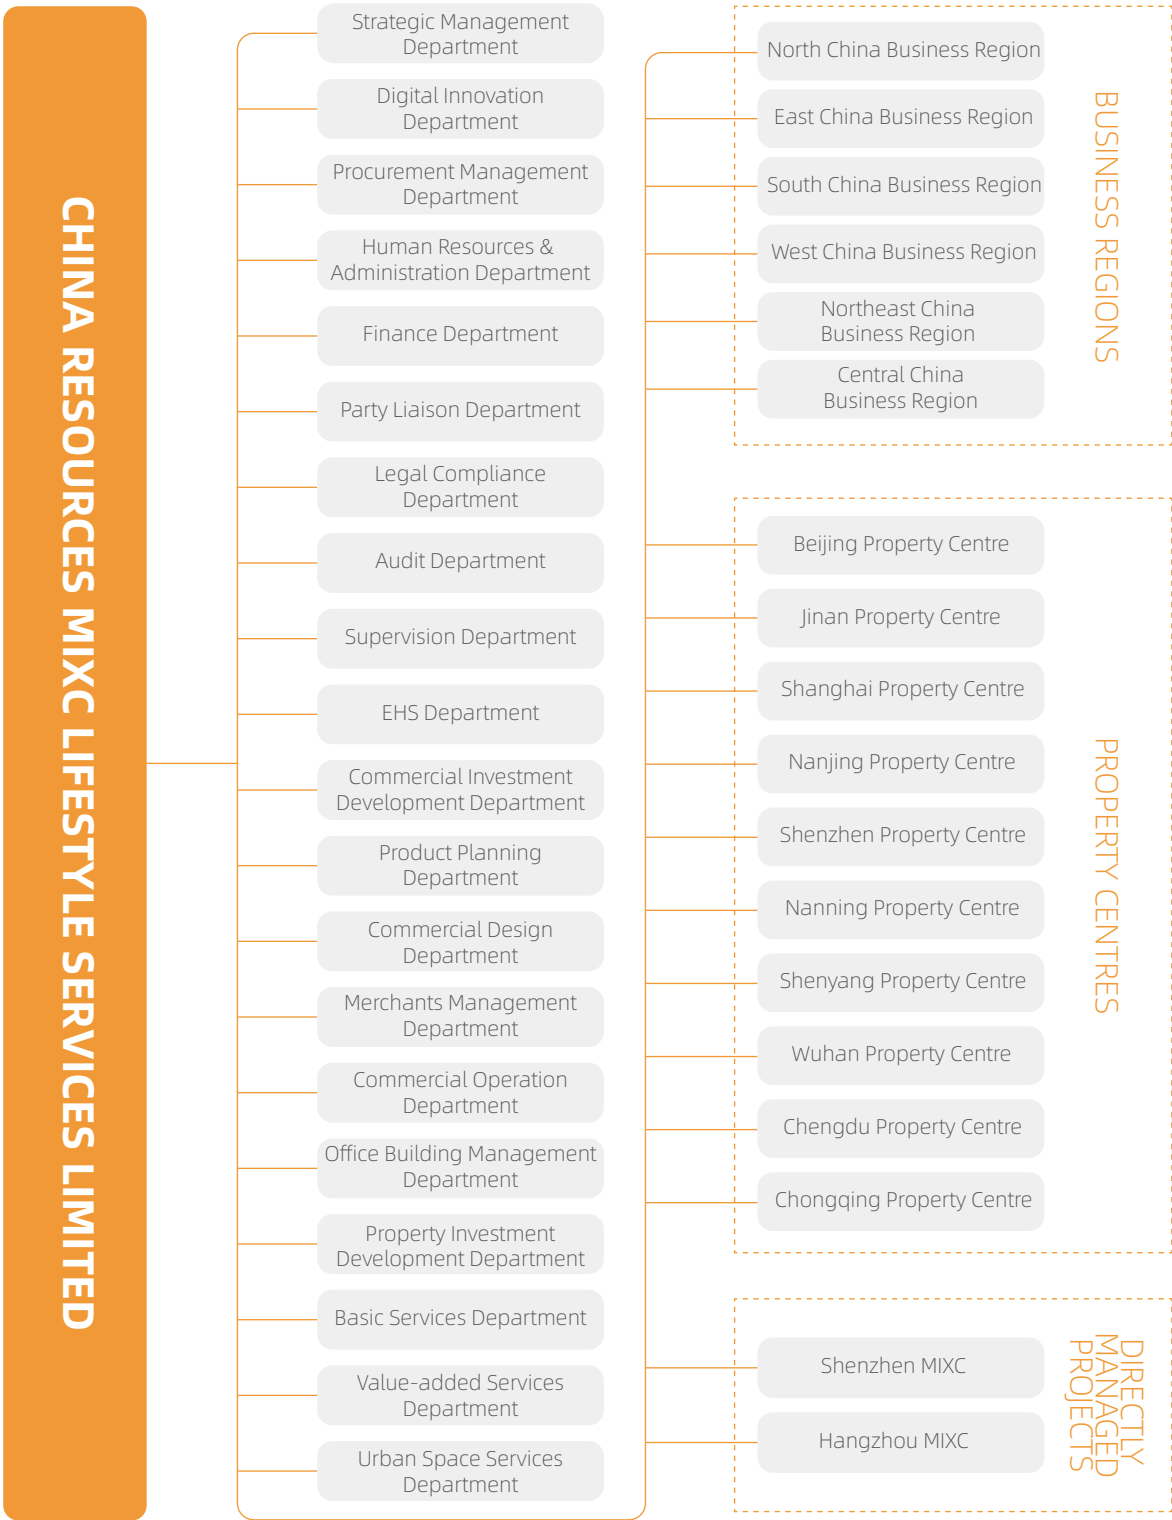 CHINA RESOURCES MIXC LIFESTYLE SERVICES LIMITED
Strategic Management
Department
Digital Innovation
Department
Procurement Management
Department
Human Resources &
Administration Department
Finance Department
Party Liaison Department
Legal Compliance
Department
Audit Department
Supervision Department
EHS Department
Commercial Investment
Development Department
Product Planning
Department
Commercial Design
Department
Merchants Management
Department
Commercial Operation
Department
Office Building Management
Department
Property Investment
Development Department
Basic Services Department
Value-added Services
Department
Urban Space Services
Department
North China Business Region
East China Business Region
South China Business Region
West China Business Region
Northeast China
Business Region
Central China
Business Region
BUSINESS REGIONS
Beijing Property Centre
Jinan Property Centre
Shanghai Property Centre
Nanjing Property Centre
Shenzhen Property Centre
Nanning Property Centre
Shenyang Property Centre
Wuhan Property Centre
Chengdu Property Centre
Chongqing Property Centre
PROPERTY CENTRES
Shenzhen MIXC
Hangzhou MIXC
DIRECTLY
MANAGED
PROJECTS